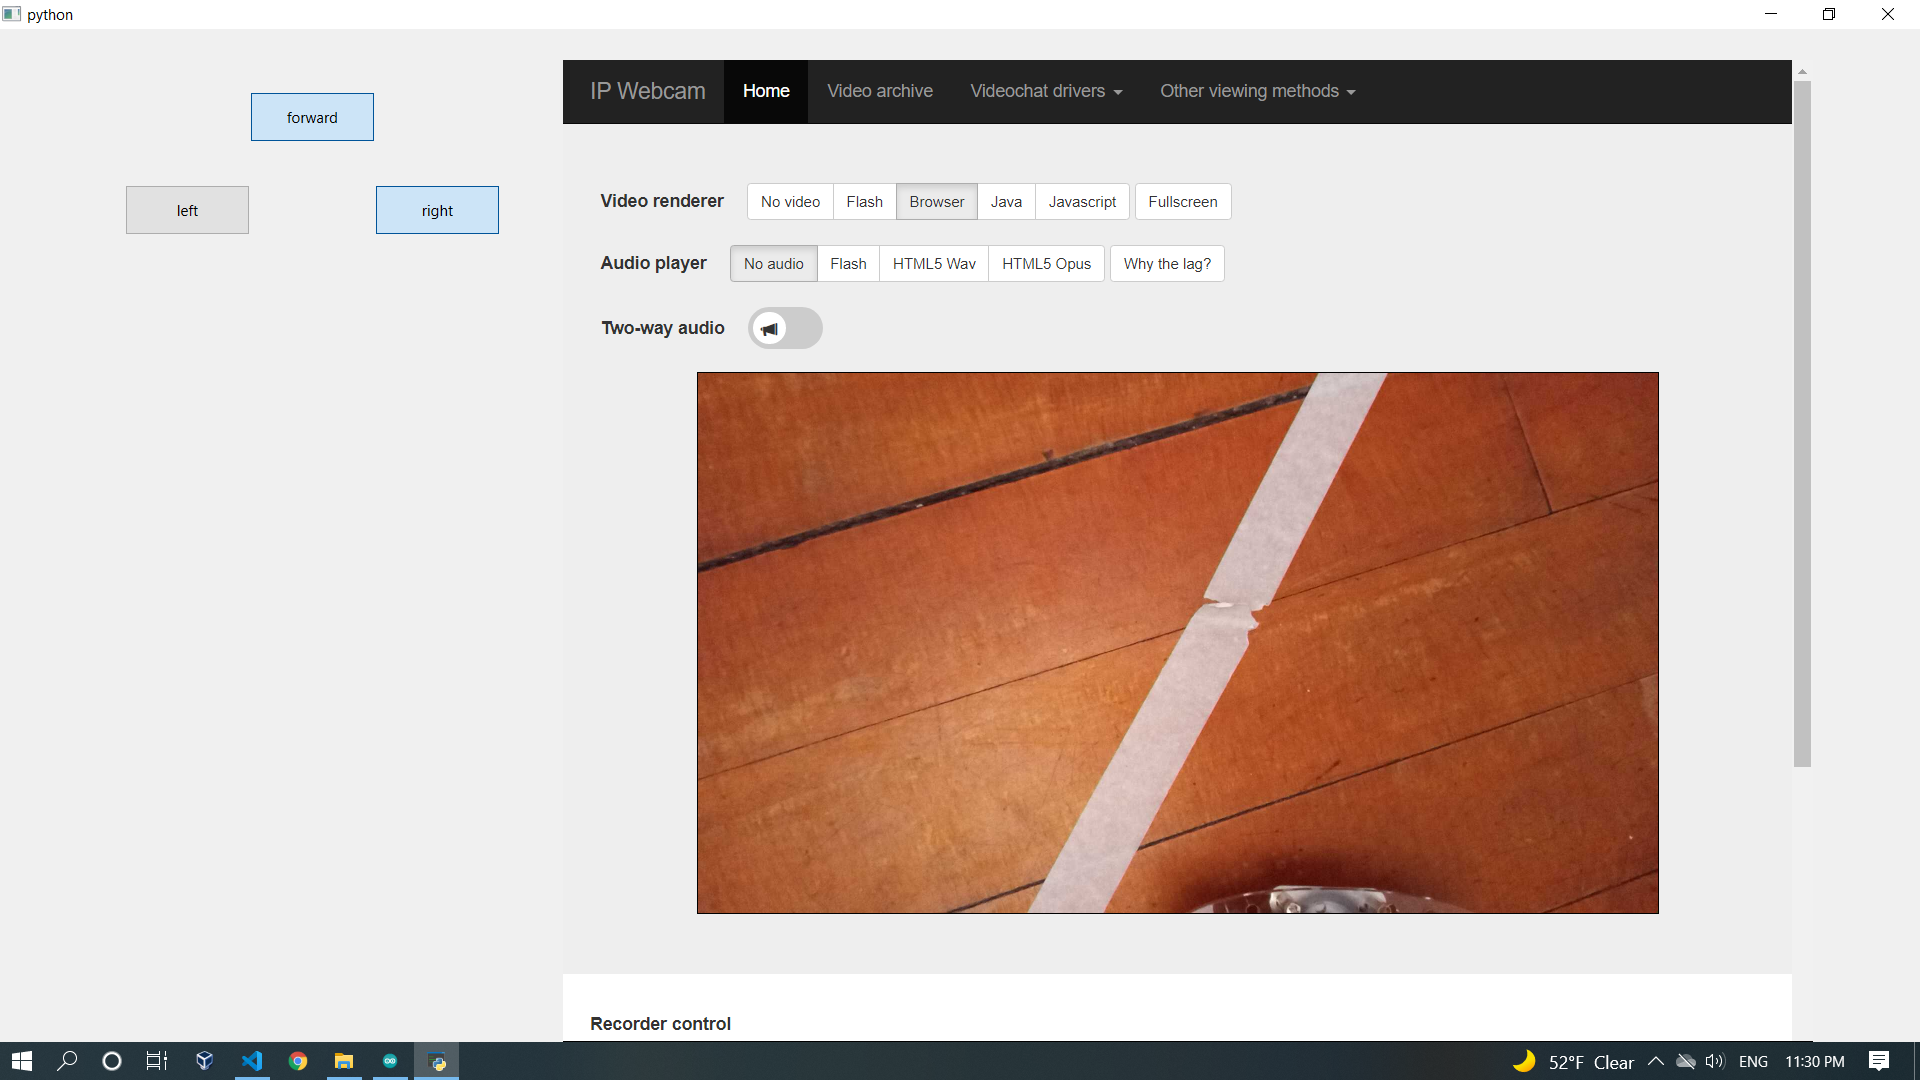 python
forward
left
right
IP Webcam Home Video archive Videochat drivers Other viewing methods
Video renderer No video Flash Browser Java Javascript Fullscreen
Audio player No audio Flash HTML5 Wav HTML5 Opus Why the lag?
Two-way audio
Recorder control
52°F Clear ENG 11:30 PM